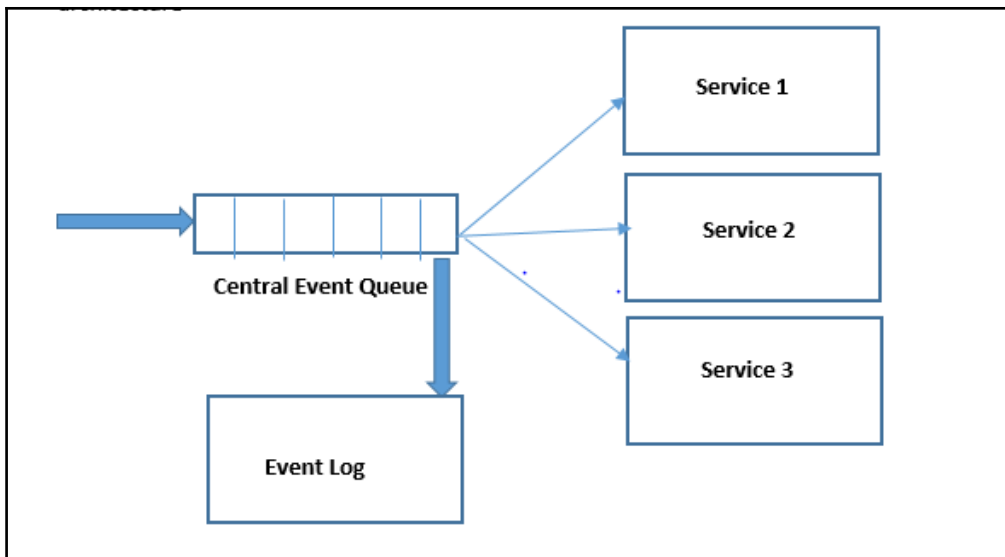 Service 1
Service 2
Central Event Queue
Service 3
Event Log